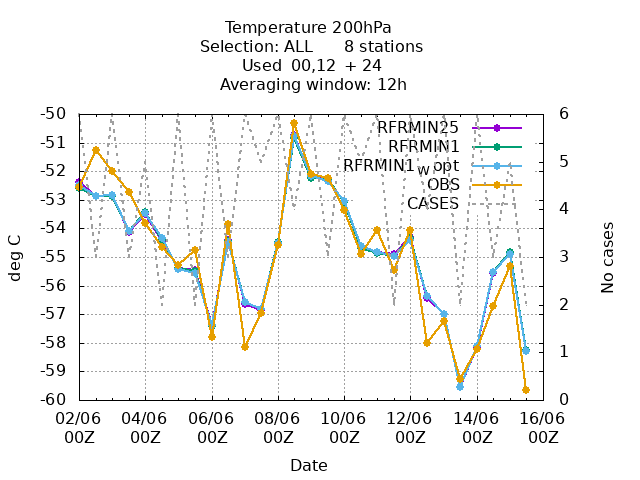 Temperature 200hPa
Selection: ALL 8 stations
Used 00,12 + 24
Averaging window: 12h
-50
-51
-52
-53
-54
-55
-56
-57
-58
-59
-60
deg C
6
5
4
3
2
1
0
No cases
RFRMIN25
RFRMIN1
RFRMIN1_w_opt
OBS
CASES
02/06 04/06 06/06 08/06 10/06 12/06 14/06 16/06
00Z 00Z 00Z 00Z 00Z 00Z 00Z 00Z
Date